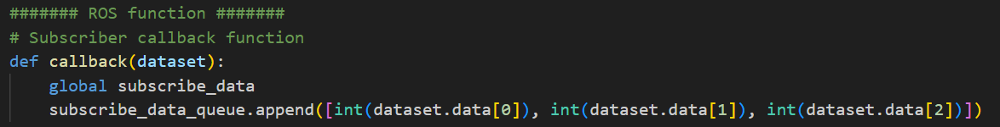 ####### ROS function #######
# Subscriber callback function
def callback(dataset):
    global subscribe_data
    subscribe_data_queue.append([int(dataset.data[0]), int(dataset.data[1]), int(dataset.data[2])])